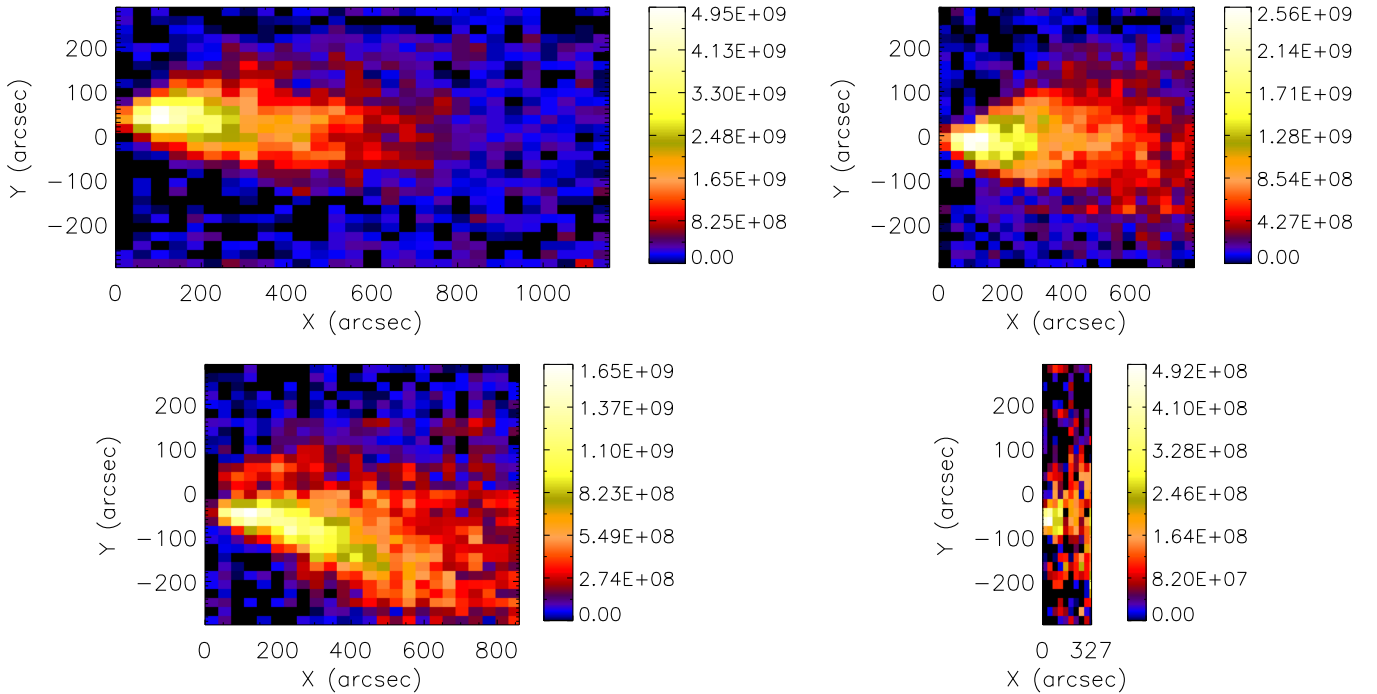 4.95E+09
4.13E+09
3.30E+09
2.48E+09
1.65E+09
8.25E+08
0.00
200
100
0
−100
−200
Y (arcsec)
0 200 400 600 800 1000
X (arcsec)
2.56E+09
2.14E+09
1.71E+09
1.28E+09
8.54E+08
4.27E+08
0.00
200
100
0
−100
−200
Y (arcsec)
0 200 400 600
X (arcsec)
1.65E+09
1.37E+09
1.10E+09
8.23E+08
5.49E+08
2.74E+08
0.00
200
100
0
−100
−200
Y (arcsec)
0 200 400 600 800
X (arcsec)
4.92E+08
4.10E+08
3.28E+08
2.46E+08
1.64E+08
8.20E+07
0.00
200
100
0
−100
−200
Y (arcsec)
0 327
X (arcsec)